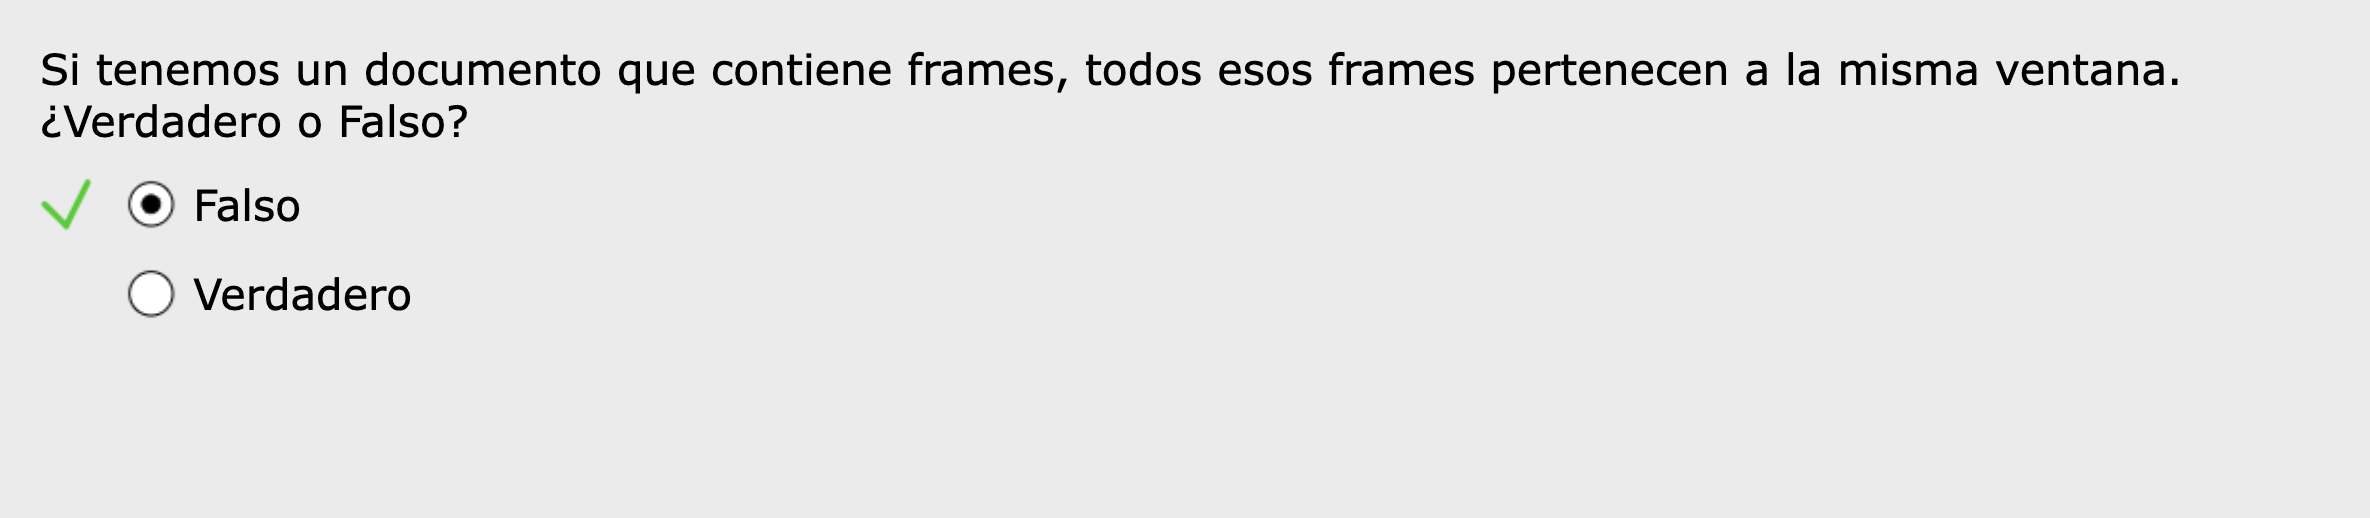 Si tenemos un documento que contiene frames, todos esos frames pertenecen a la misma ventana.
¿Verdadero o Falso?
Falso
Verdadero